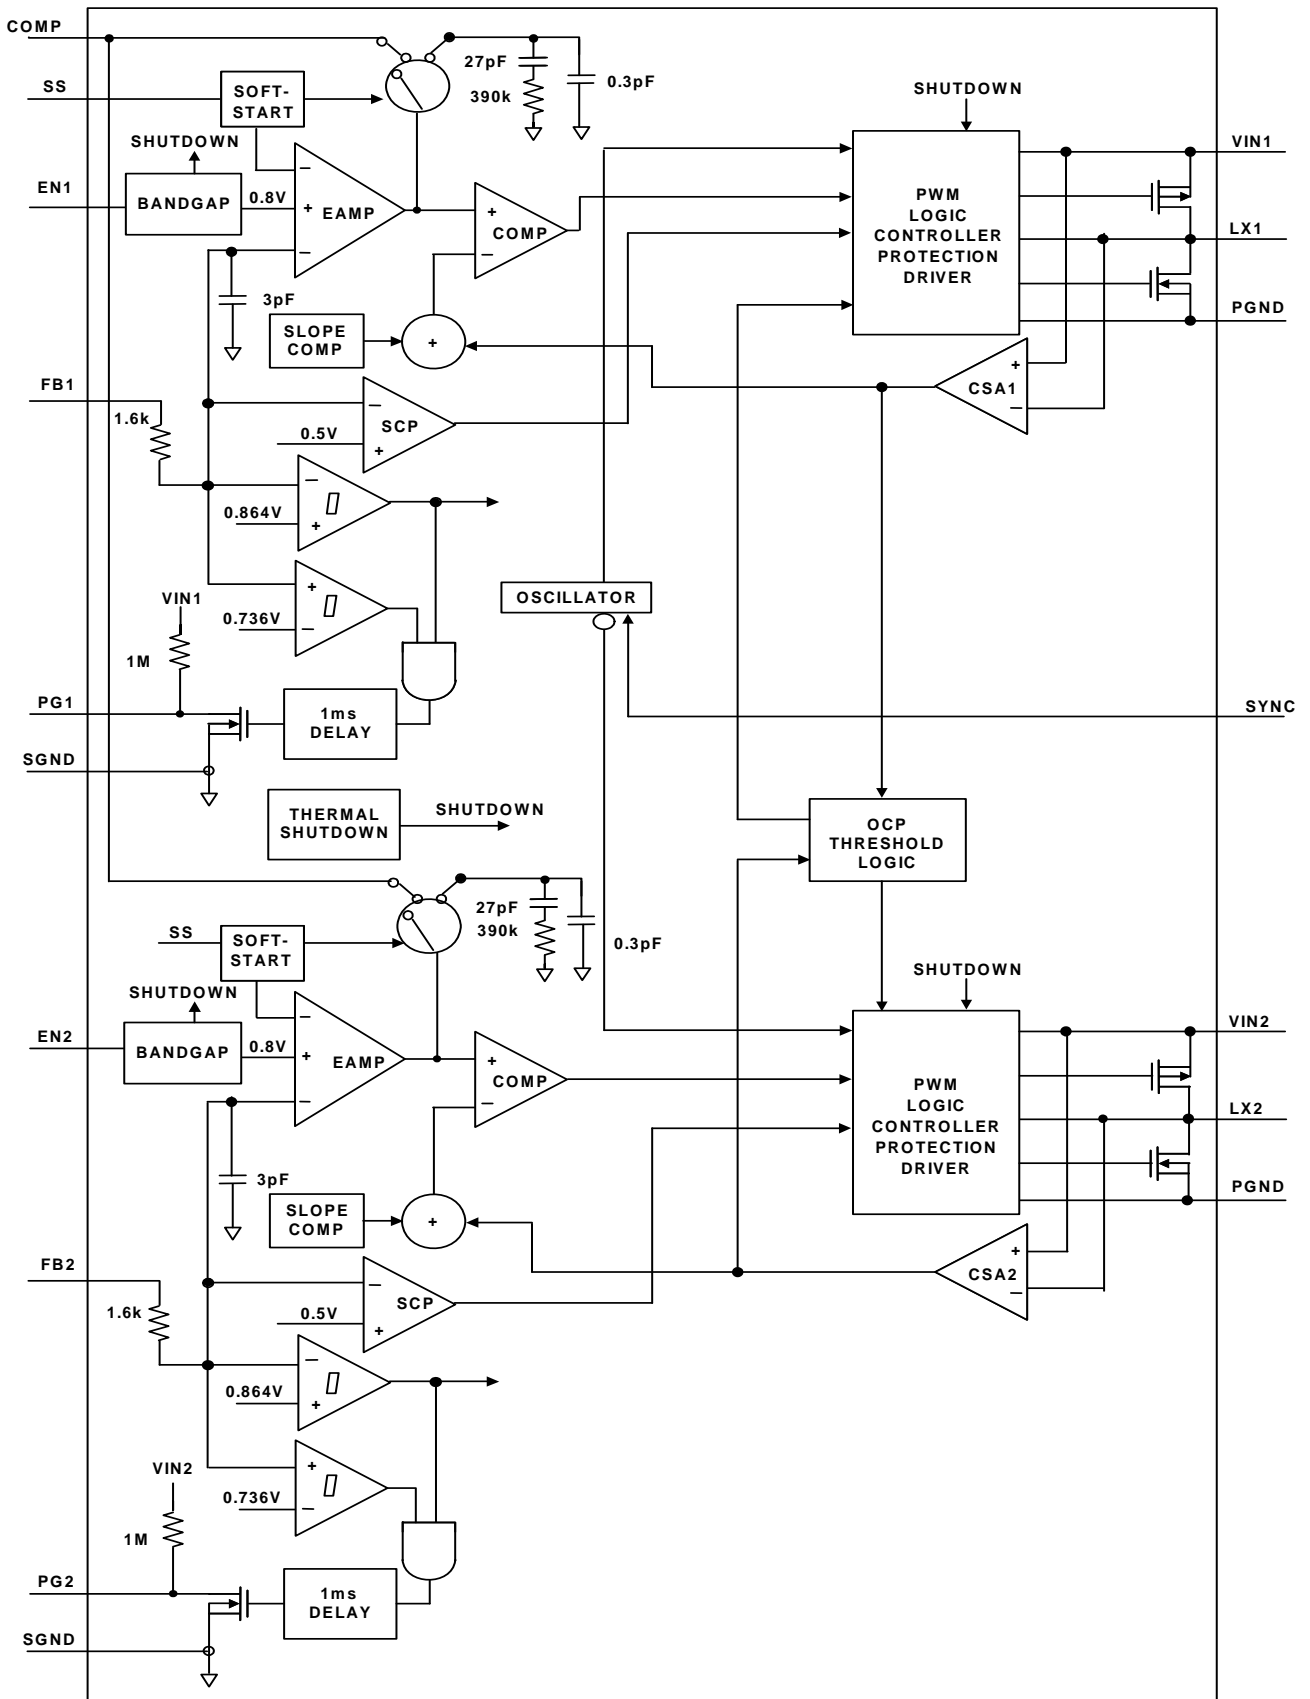 COMP
27pF
0.3pF
390k
SS
SOFT-
START
SHUTDOWN
SHUTDOWN
VIN1
EN1
BANDGAP
0.8V
EAMP
COMP
PWM
LOGIC
CONTROLLER
PROTECTION
DRIVER
LX1
PGND
3pF
SLOPE
COMP
+
CSA1
FB1
1.6k
SCP
0.5V
0.864V
VIN1
0.736V
1M
OSCILLATOR
PG1
1ms
DELAY
SYNC
SGND
THERMAL
SHUTDOWN
SHUTDOWN
OCP
THRESHOLD
LOGIC
27pF
390k
0.3pF
SS
SOFT-
START
SHUTDOWN
SHUTDOWN
VIN2
EN2
BANDGAP
0.8V
EAMP
COMP
PWM
LOGIC
CONTROLLER
PROTECTION
DRIVER
LX2
PGND
3pF
SLOPE
COMP
+
CSA2
FB2
1.6k
SCP
0.5V
0.864V
VIN2
0.736V
1M
PG2
1ms
DELAY
SGND